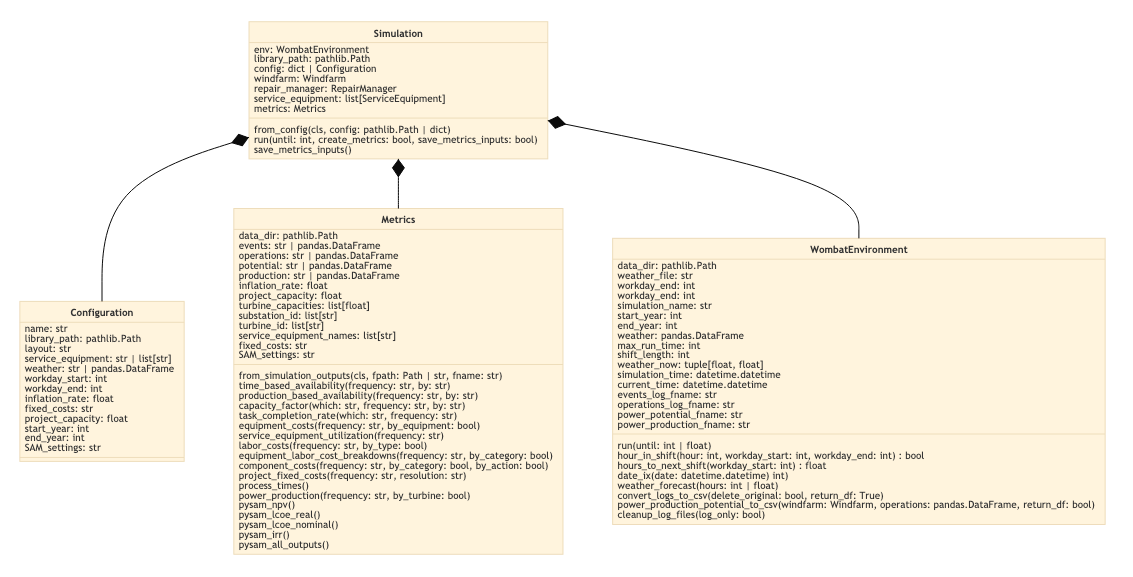 Simulation
env: WombatEnvironment
library_path: pathlib.Path
config: dict | Configuration
windfarm: Windfarm
repair_manager: RepairManager
service_equipment: list[ServiceEquipment]
metrics: Metrics
from_config(cls, config: pathlib.Path | dict)
run(until: int, create_metrics: bool, save_metrics_inputs: bool)
save_metrics_inputs()
Configuration
name: str
library_path: pathlib.Path
layout: str
service_equipment: str | list[str]
weather: str | pandas.DataFrame
workday_start: int
workday_end: int
inflation_rate: float
fixed_costs: str
project_capacity: float
start_year: int
end_year: int
SAM_settings: str
Metrics
data_dir: pathlib.Path
events: str | pandas.DataFrame
operations: str | pandas.DataFrame
potential: str | pandas.DataFrame
production: str | pandas.DataFrame
inflation_rate: float
project_capacity: float
turbine_capacities: list[float]
substation_id: list[str]
turbine_id: list[str]
service_equipment_names: list[str]
fixed_costs: str
SAM_settings: str
from_simulation_outputs(cls, fpath: Path | str, fname: str)
time_based_availability(frequency: str, by: str)
production_based_availability(frequency: str, by: str)
capacity_factor(which: str, frequency: str, by: str)
task_completion_rate(which: str, frequency: str)
equipment_costs(frequency: str, by_equipment: bool)
service_equipment_utilization(frequency: str)
labor_costs(frequency: str, by_type: bool)
equipment_labor_cost_breakdowns(frequency: str, by_category: bool)
component_costs(frequency: str, by_category: bool, by_action: bool)
project_fixed_costs(frequency: str, resolution: str)
process_times()
power_production(frequency: str, by_turbine: bool)
pysam_npv()
pysam_lcoe_real()
pysam_lcoe_nominal()
pysam_irr()
pysam_all_outputs()
WombatEnvironment
data_dir: pathlib.Path
weather_file: str
workday_end: int
workday_end: int
simulation_name: str
start_year: int
end_year: int
weather: pandas.DataFrame
max_run_time: int
shift_length: int
weather_now: tuple[float, float]
simulation_time: datetime.datetime
current_time: datetime.datetime
events_log_fname: str
operations_log_fname: str
power_potential_fname: str
power_production_fname: str
run(until: int | float)
hour_in_shift(hour: int, workday_start: int, workday_end: int) : bool
hours_to_next_shift(workday_start: int) : float
date_ix(date: datetime.datetime) int)
weather_forecast(hours: int | float)
convert_logs_to_csv(delete_original: bool, return_df: True)
power_production_potential_to_csv(windfarm: Windfarm, operations: pandas.DataFrame, return_df: bool)
cleanup_log_files(log_only: bool)